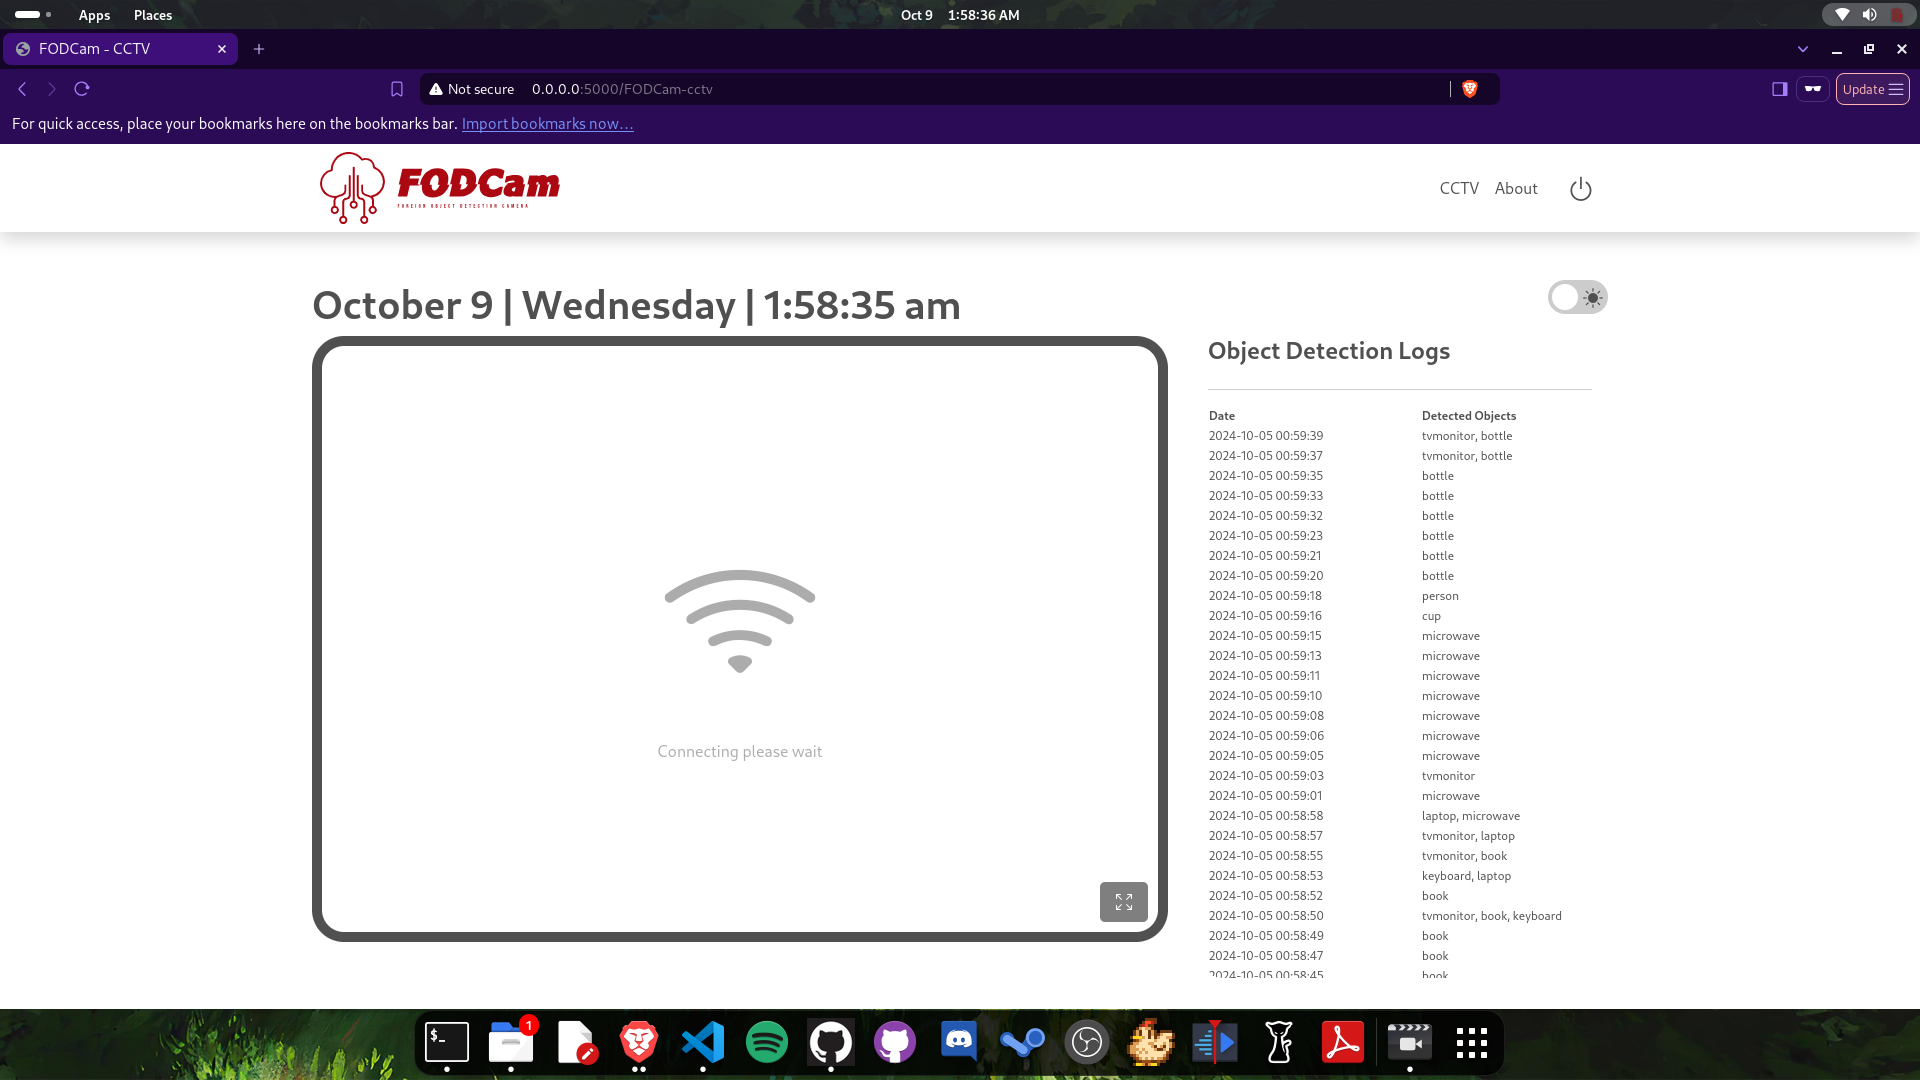 Apps Places Oct 9 1:58:36 AM
FODCam - CCTV
Not secure 0.0.0.0:5000/FODCam-cctv Update
For quick access, place your bookmarks here on the bookmarks bar. Import bookmarks now...
FODCam
FOREIGN OBJECT DETECTION CAMERA
CCTV About
October 9 | Wednesday | 1:58:35 am
Connecting please wait
Object Detection Logs
Date Detected Objects
2024-10-05 00:59:39 tvmonitor, bottle
2024-10-05 00:59:37 tvmonitor, bottle
2024-10-05 00:59:35 bottle
2024-10-05 00:59:33 bottle
2024-10-05 00:59:32 bottle
2024-10-05 00:59:23 bottle
2024-10-05 00:59:21 bottle
2024-10-05 00:59:20 bottle
2024-10-05 00:59:18 person
2024-10-05 00:59:16 cup
2024-10-05 00:59:15 microwave
2024-10-05 00:59:13 microwave
2024-10-05 00:59:11 microwave
2024-10-05 00:59:10 microwave
2024-10-05 00:59:08 microwave
2024-10-05 00:59:06 microwave
2024-10-05 00:59:05 microwave
2024-10-05 00:59:03 tvmonitor
2024-10-05 00:59:01 microwave
2024-10-05 00:58:58 laptop, microwave
2024-10-05 00:58:57 tvmonitor, laptop
2024-10-05 00:58:55 tvmonitor, book
2024-10-05 00:58:53 keyboard, laptop
2024-10-05 00:58:52 book
2024-10-05 00:58:50 tvmonitor, book, keyboard
2024-10-05 00:58:49 book
2024-10-05 00:58:47 book
2024-10-05 00:58:45 book
$_
1